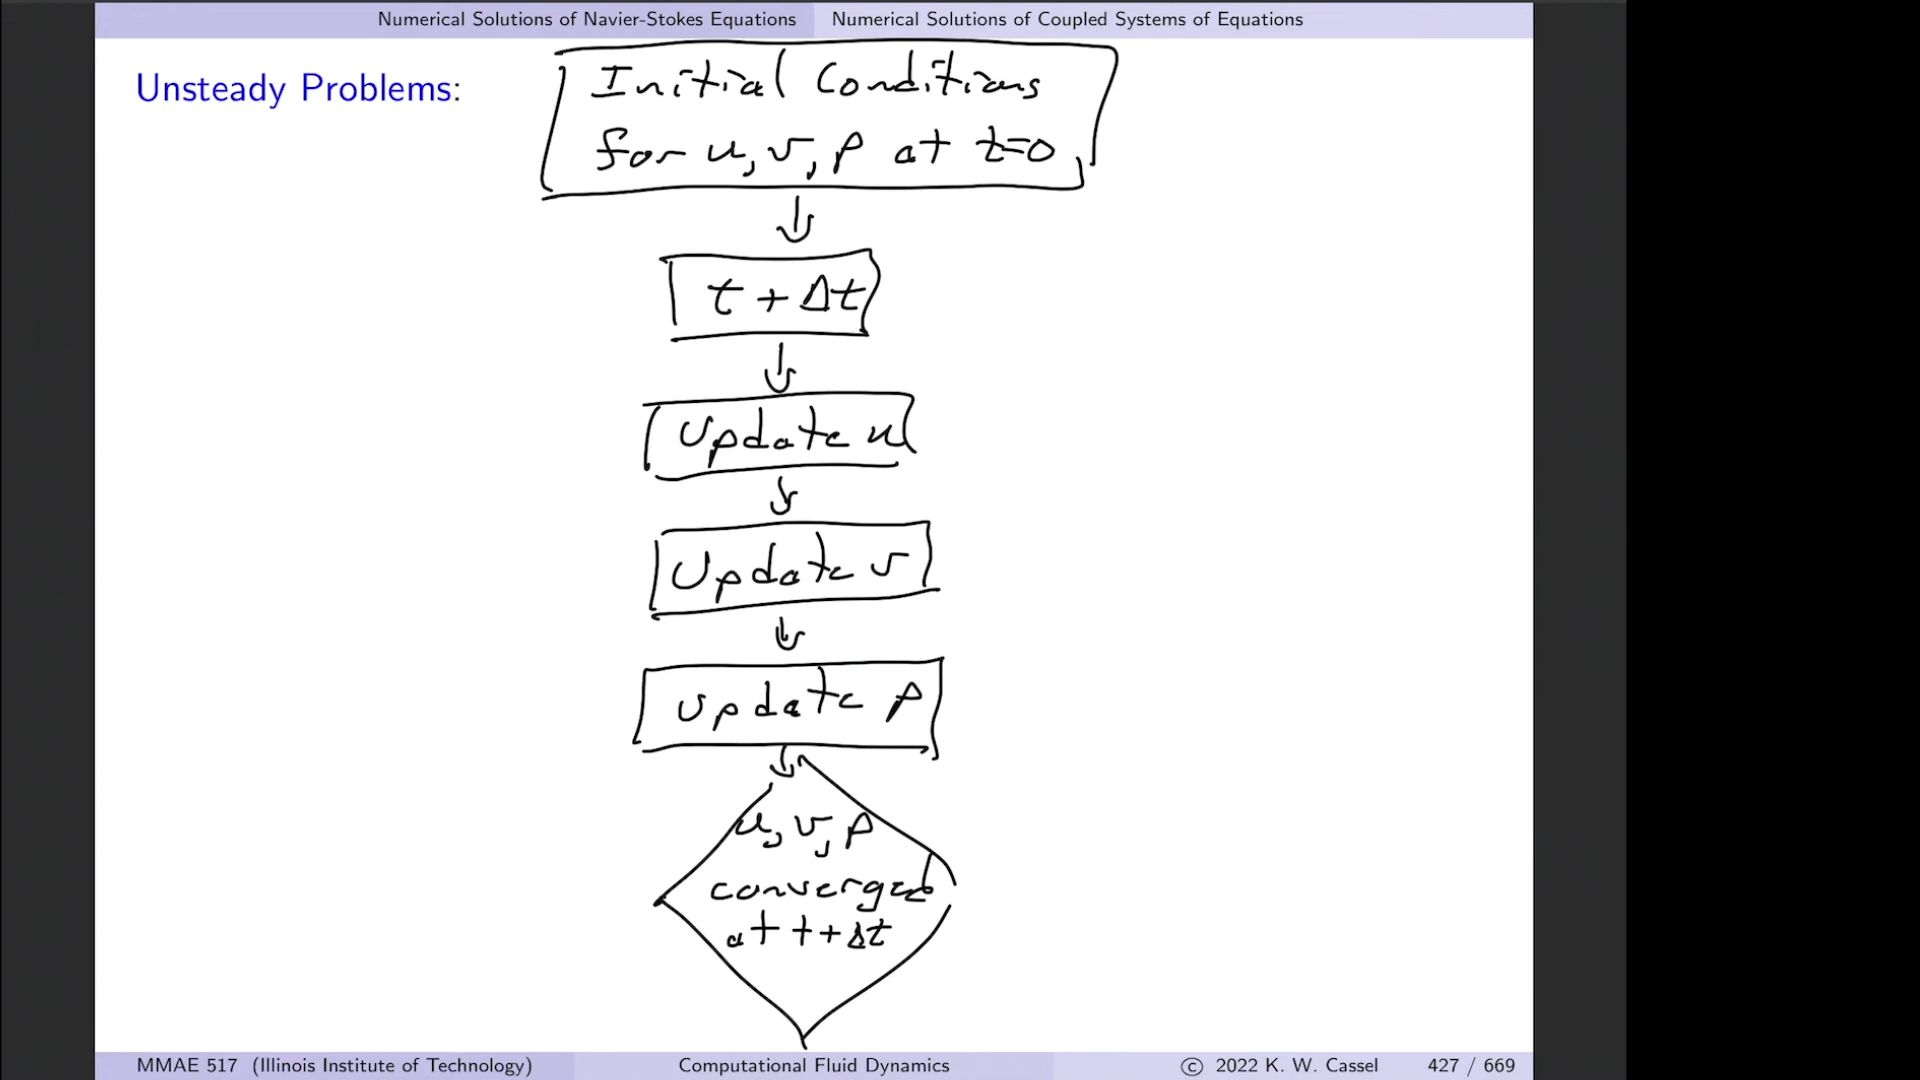 Numerical Solutions of Navier-Stokes Equations Numerical Solutions of Coupled Systems of Equations
Unsteady Problems:
Initial Conditions
for u, v, p at t=0
t + Δt
Update u
Update v
Update p
u, v, p
converged
at t+Δt
MMAE 517 (Illinois Institute of Technology) Computational Fluid Dynamics © 2022 K. W. Cassel 427 / 669